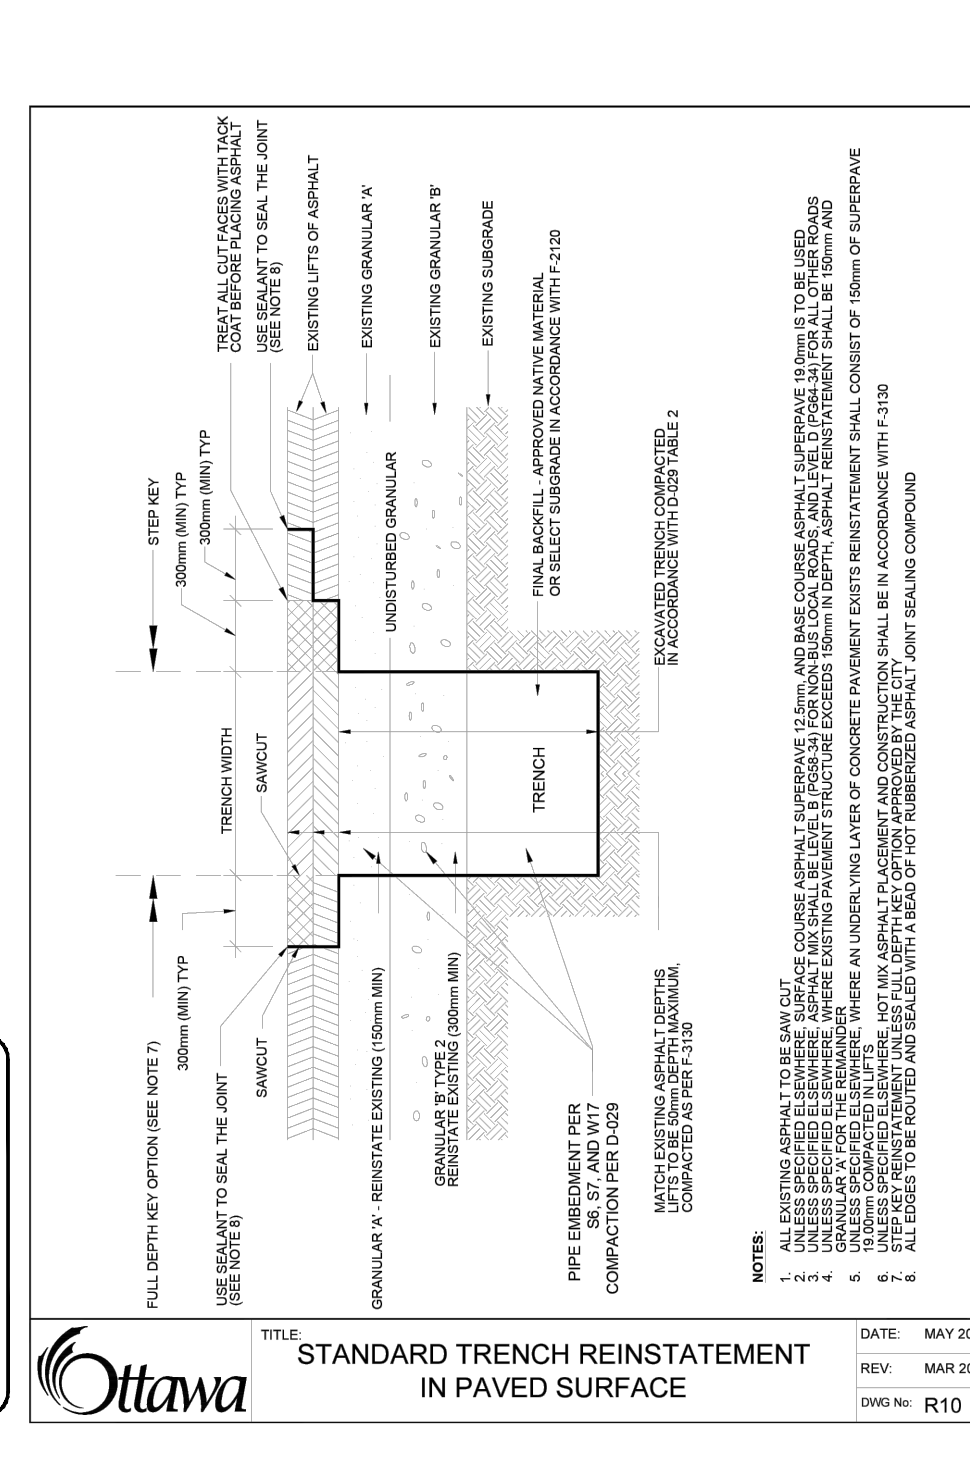 FULL DEPTH KEY OPTION (SEE NOTE 7)
STEP KEY
300mm (MIN) TYP
300mm (MIN) TYP
300mm (MIN) TYP
TRENCH WIDTH
SAWCUT
SAWCUT
USE SEALANT TO SEAL THE JOINT
(SEE NOTE 8)
TREAT ALL CUT FACES WITH TACK
COAT BEFORE PLACING ASPHALT
USE SEALANT TO SEAL THE JOINT
(SEE NOTE 8)
EXISTING LIFTS OF ASPHALT
EXISTING GRANULAR 'A'
EXISTING GRANULAR 'B'
EXISTING SUBGRADE
UNDISTURBED GRANULAR
FINAL BACKFILL - APPROVED NATIVE MATERIAL
OR SELECT SUBGRADE IN ACCORDANCE WITH F-2120
TRENCH
EXCAVATED TRENCH COMPACTED
IN ACCORDANCE WITH D-029 TABLE 2
GRANULAR 'A' - REINSTATE EXISTING (150mm MIN)
GRANULAR 'B' TYPE 2
REINSTATE EXISTING (300mm MIN)
PIPE EMBEDMENT PER
S6, S7, AND W17
COMPACTION PER D-029
MATCH EXISTING ASPHALT DEPTHS
LIFTS TO BE 50mm DEPTH MAXIMUM,
COMPACTED AS PER F-3130
NOTES:
1. ALL EXISTING ASPHALT TO BE SAW CUT
2. UNLESS SPECIFIED ELSEWHERE, SURFACE COURSE ASPHALT SUPERPAVE 12.5mm, AND BASE COURSE ASPHALT SUPERPAVE 19.0mm IS TO BE USED
3. UNLESS SPECIFIED ELSEWHERE, ASPHALT MIX SHALL BE LEVEL B (PG58-34) FOR NON-BUS LOCAL ROADS, AND LEVEL D (PG64-34) FOR ALL OTHER ROADS
4. UNLESS SPECIFIED ELSEWHERE, WHERE EXISTING PAVEMENT STRUCTURE EXCEEDS 150mm IN DEPTH, ASPHALT REINSTATEMENT SHALL BE 150mm AND
GRANULAR 'A' FOR THE REMAINDER
5. UNLESS SPECIFIED ELSEWHERE, WHERE AN UNDERLYING LAYER OF CONCRETE PAVEMENT EXISTS REINSTATEMENT SHALL CONSIST OF 150mm OF SUPERPAVE
19.00mm COMPACTED IN LIFTS
6. UNLESS SPECIFIED ELSEWHERE, HOT MIX ASPHALT PLACEMENT AND CONSTRUCTION SHALL BE IN ACCORDANCE WITH F-3130
7. STEP KEY REINSTATEMENT UNLESS FULL DEPTH KEY OPTION APPROVED BY THE CITY
8. ALL EDGES TO BE ROUTED AND SEALED WITH A BEAD OF HOT RUBBERIZED ASPHALT JOINT SEALING COMPOUND
Ottawa
TITLE:
STANDARD TRENCH REINSTATEMENT
IN PAVED SURFACE
DATE: MAY 20
REV: MAR 20
DWG No: R10